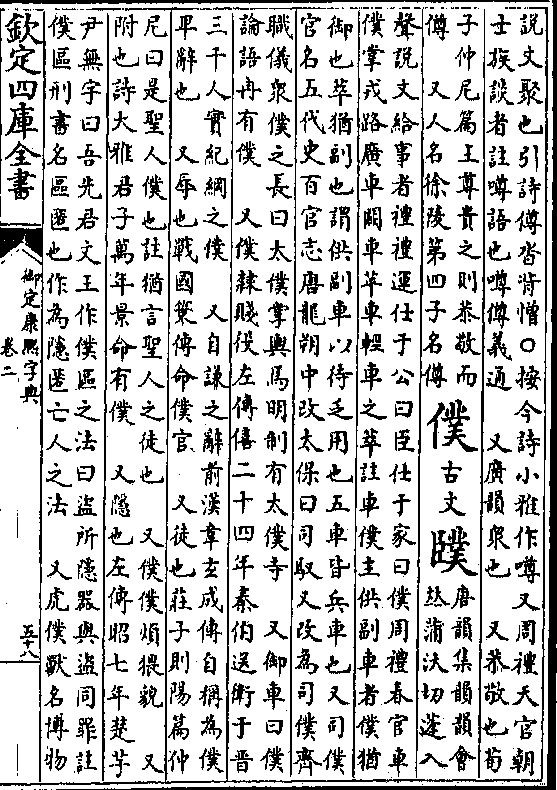 說文聚也引詩僔沓背憎○按今詩小雅作噂又周禮天官朝
士族談者註噂語也噂僔義通 又廣韻衆也 又恭敬也荀
子仲尼篇主尊貴之則恭敬而
僔 又人名徐陵第四子名僔
僕 古文 䑑
唐韻集韻韻會
𠀤蒲沃切蓬入
聲說文給事者禮禮運仕于公曰臣仕于家曰僕周禮春官車
僕掌戎路廣車闕車苹車輕車之萃註車僕主供副車者僕猶
御也萃猶副也謂供副車以待乏用也五車皆兵車也又司僕
官名五代史百官志唐龍朔中改太保曰司馭又改為司僕齊
職儀衆僕之長曰太僕掌輿馬明制有太僕寺 又御車曰僕
論語冉有僕 又僕隸賤役左傳僖二十四年秦伯送衛于晉
三千人實紀綱之僕 又自謙之辭前漢韋玄成傳自稱為僕
卑辭也 又辱也戰國筴傳命僕官 又徒也莊子則陽篇仲
尼曰是聖人僕也註猶言聖人之徒也 又僕僕煩猥貌 又
附也詩大雅君子萬年景命有僕 又隱也左傳昭七年楚芋
尹無宇曰吾先君文王作僕區之法曰盜所隱器與盜同罪註
僕區刑書名區匿也作為隱匿亡人之法 又虎僕獸名博物
欽定四庫全書
御定康熙字典
卷二
五十八